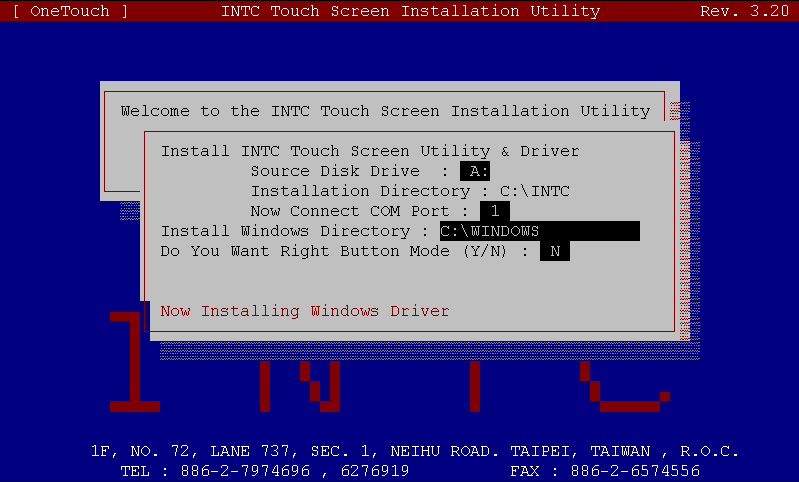 [ OneTouch ] INTC Touch Screen Installation Utility Rev. 3.20
Welcome to the INTC Touch Screen Installation Utility
Install INTC Touch Screen Utility & Driver
Source Disk Drive : A:
Installation Directory : C:\INTC
Now Connect COM Port : 1
Install Windows Directory : C:\WINDOWS
Do You Want Right Button Mode (Y/N) : N
Now Installing Windows Driver
1F, NO. 72, LANE 737, SEC. 1, NEIHU ROAD. TAIPEI, TAIWAN , R.O.C.
TEL : 886-2-7974696 , 6276919 FAX : 886-2-6574556